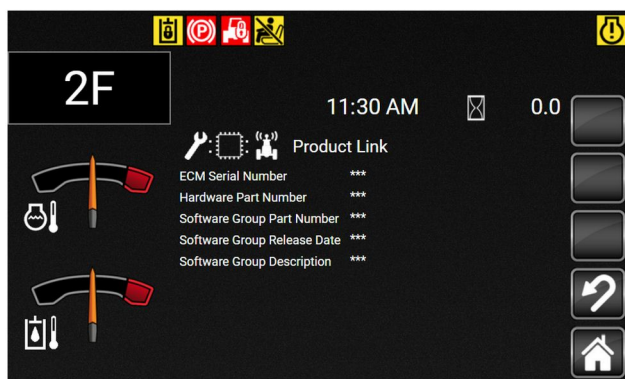 2F
11:30 AM 0.0
Product Link
ECM Serial Number ***
Hardware Part Number ***
Software Group Part Number ***
Software Group Release Date ***
Software Group Description ***